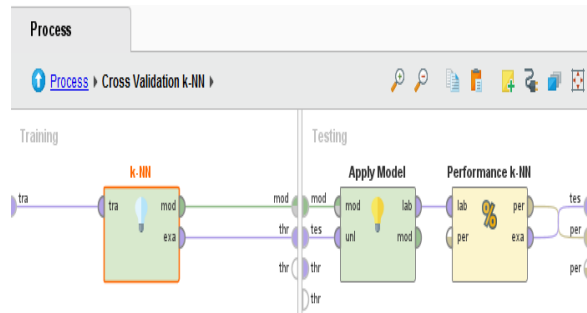 Process
Process ▸ Cross Validation k-NN ▸
Training
Testing
k-NN
Apply Model
Performance k-NN
tra
tra
mod
mod
mod
mod
lab
lab
per
tes
exa
thr
tes
unl
mod
per
exa
per
thr
thr
per
thr